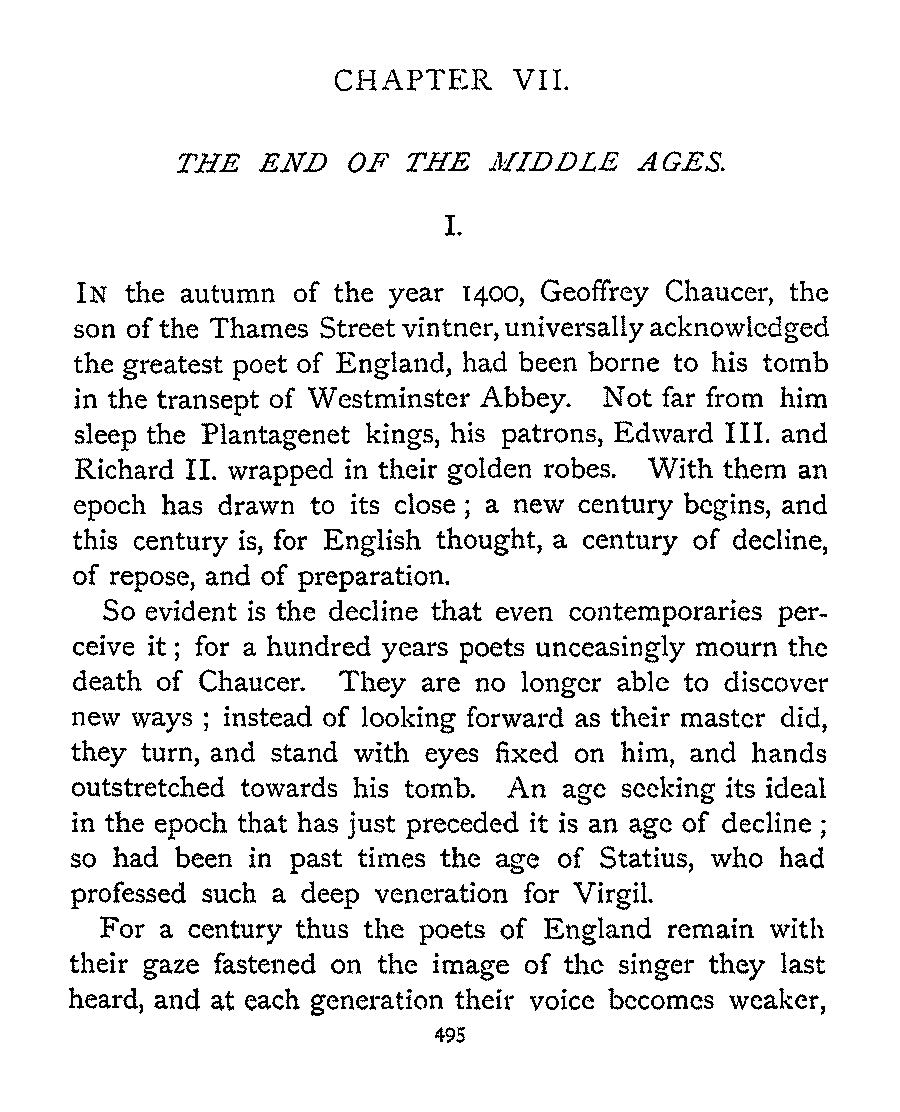 CHAPTER VII.
THE END OF THE MIDDLE AGES.
I.
IN the autumn of the year 1400, Geoffrey Chaucer, the
son of the Thames Street vintner, universally acknowledged
the greatest poet of England, had been borne to his tomb
in the transept of Westminster Abbey. Not far from him
sleep the Plantagenet kings, his patrons, Edward III. and
Richard II. wrapped in their golden robes. With them an
epoch has drawn to its close ; a new century begins, and
this century is, for English thought, a century of decline,
of repose, and of preparation.
So evident is the decline that even contemporaries per-
ceive it ; for a hundred years poets unceasingly mourn the
death of Chaucer. They are no longer able to discover
new ways ; instead of looking forward as their master did,
they turn, and stand with eyes fixed on him, and hands
outstretched towards his tomb. An age seeking its ideal
in the epoch that has just preceded it is an age of decline ;
so had been in past times the age of Statius, who had
professed such a deep veneration for Virgil.
For a century thus the poets of England remain with
their gaze fastened on the image of the singer they last
heard, and at each generation their voice becomes weaker,
495